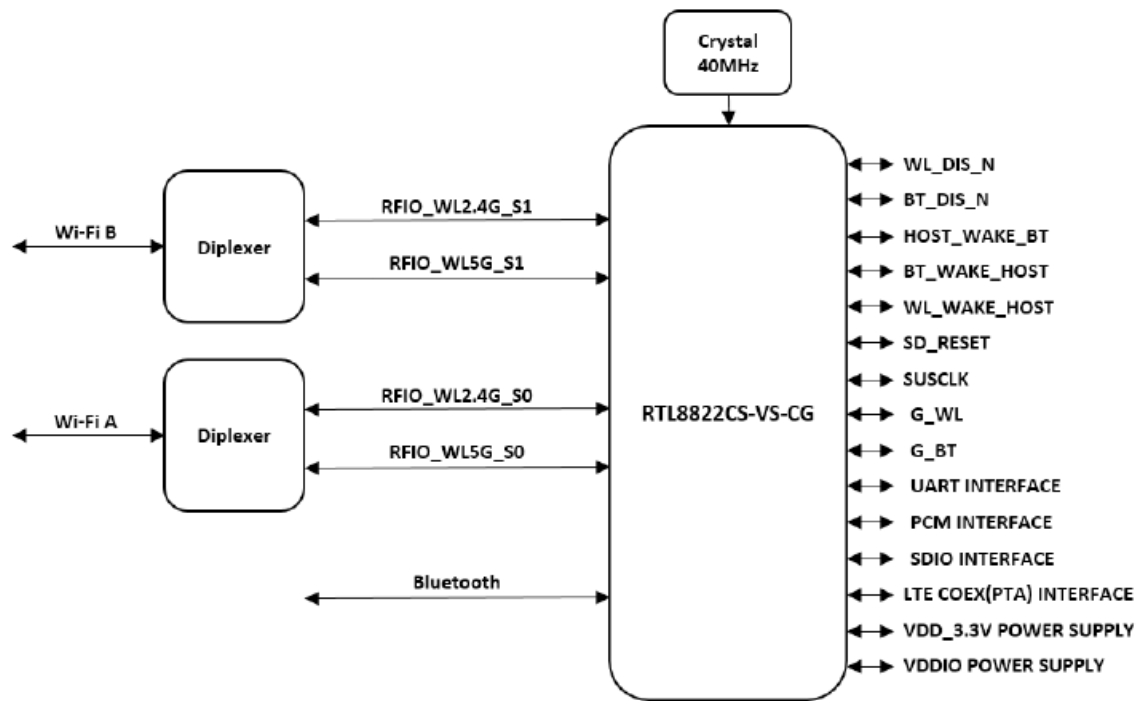 Crystal
40MHz
Wi-Fi B
Diplexer
RFIO_WL2.4G_S1
RFIO_WL5G_S1
Wi-Fi A
Diplexer
RFIO_WL2.4G_S0
RFIO_WL5G_S0
Bluetooth
RTL8822CS-VS-CG
WL_DIS_N
BT_DIS_N
HOST_WAKE_BT
BT_WAKE_HOST
WL_WAKE_HOST
SD_RESET
SUSCLK
G_WL
G_BT
UART INTERFACE
PCM INTERFACE
SDIO INTERFACE
LTE COEX(PTA) INTERFACE
VDD_3.3V POWER SUPPLY
VDDIO POWER SUPPLY